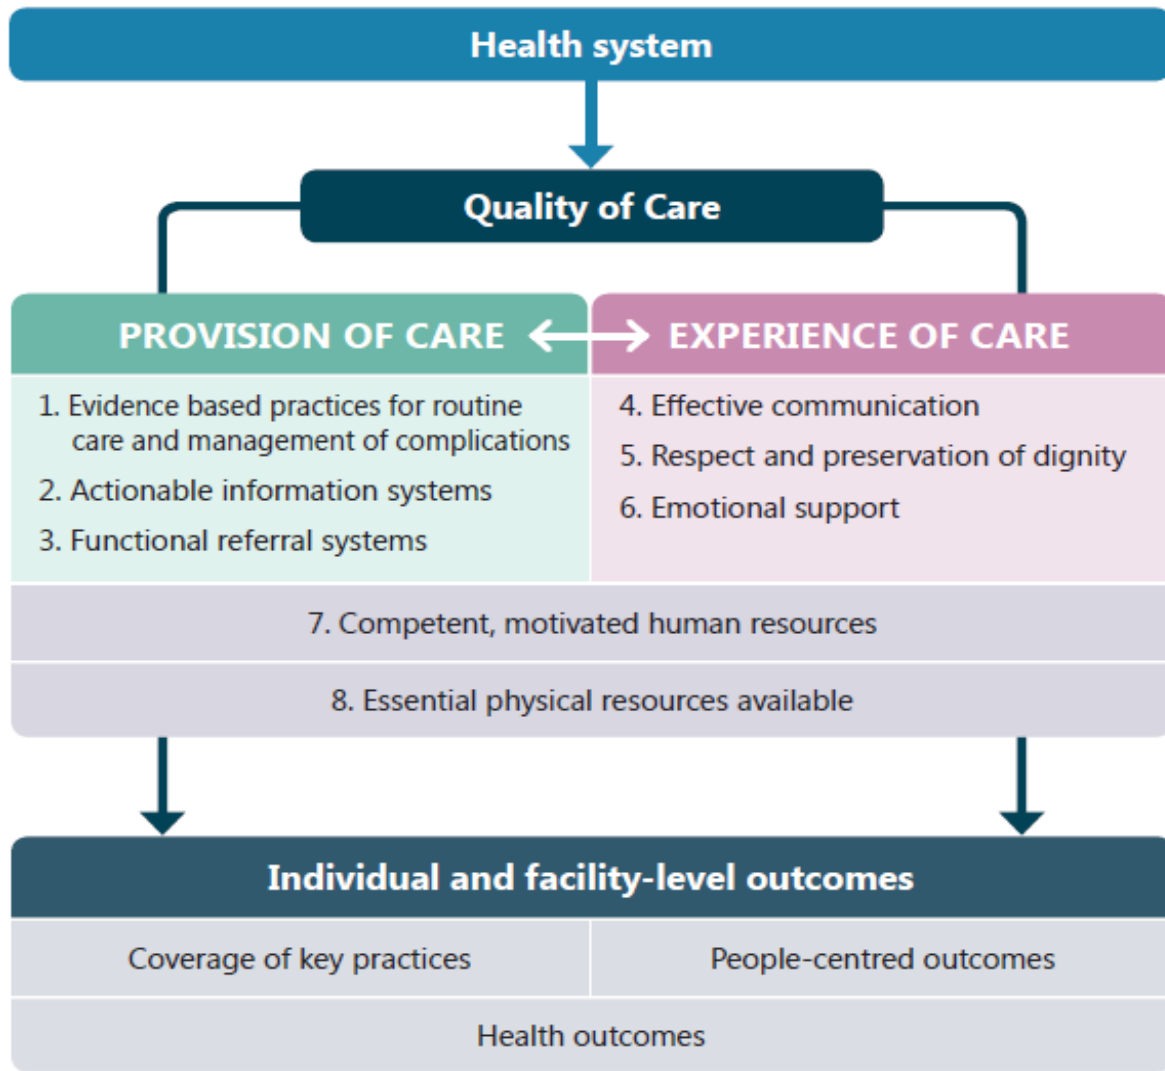 Health system
Quality of Care
PROVISION OF CARE
EXPERIENCE OF CARE
1. Evidence based practices for routine
care and management of complications
2. Actionable information systems
3. Functional referral systems
4. Effective communication
5. Respect and preservation of dignity
6. Emotional support
7. Competent, motivated human resources
8. Essential physical resources available
Individual and facility-level outcomes
Coverage of key practices
People-centred outcomes
Health outcomes